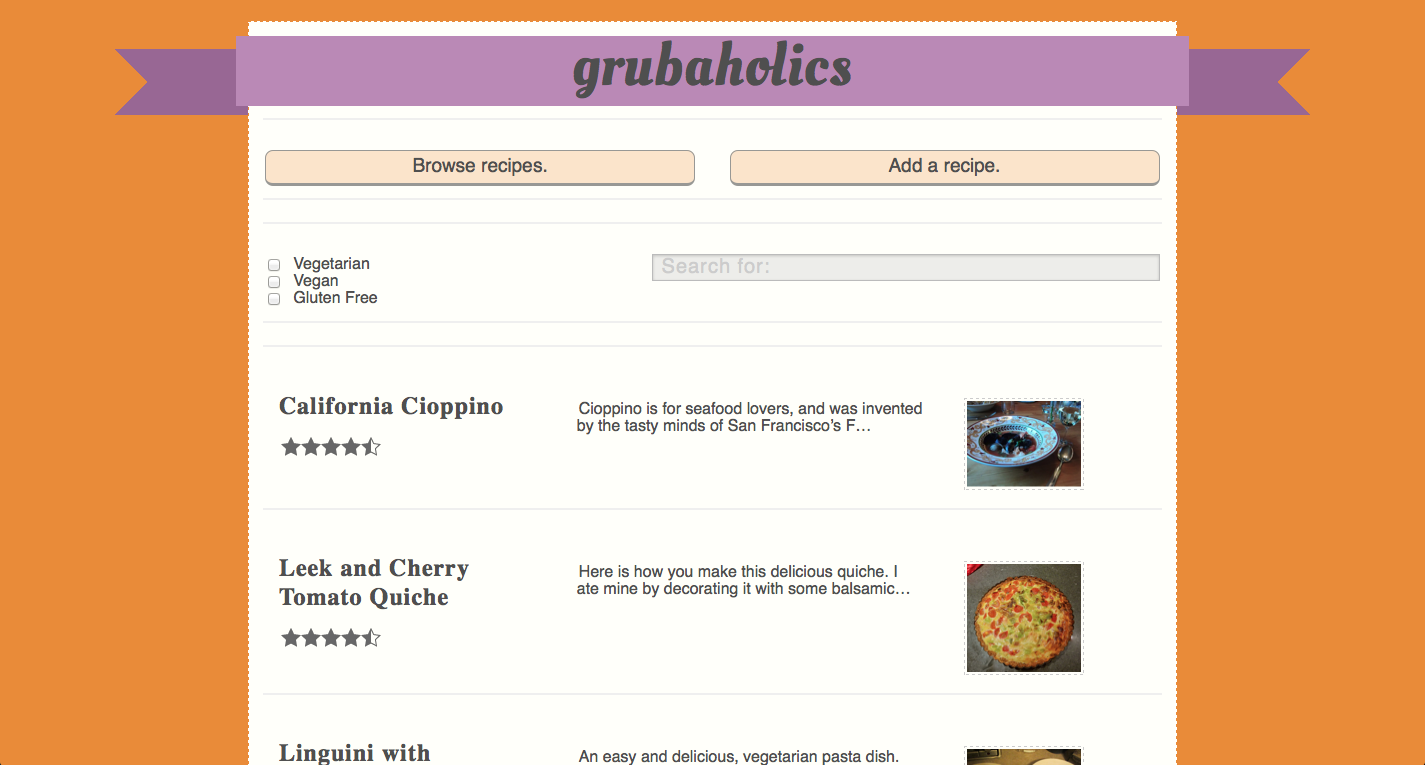 grubaholics
Browse recipes.
Add a recipe.
Vegetarian
Vegan
Gluten Free
Search for:
California Cioppino
Cioppino is for seafood lovers, and was invented
by the tasty minds of San Francisco’s F…
Leek and Cherry
Tomato Quiche
Here is how you make this delicious quiche. I
ate mine by decorating it with some balsamic…
Linguini with
An easy and delicious, vegetarian pasta dish.